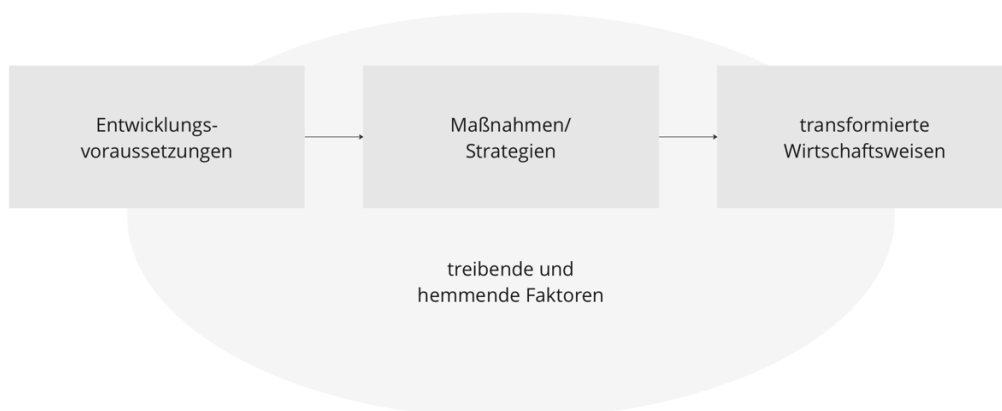 Entwicklungs-
voraussetzungen
Maßnahmen/
Strategien
transformierte
Wirtschaftsweisen
treibende und
hemmende Faktoren